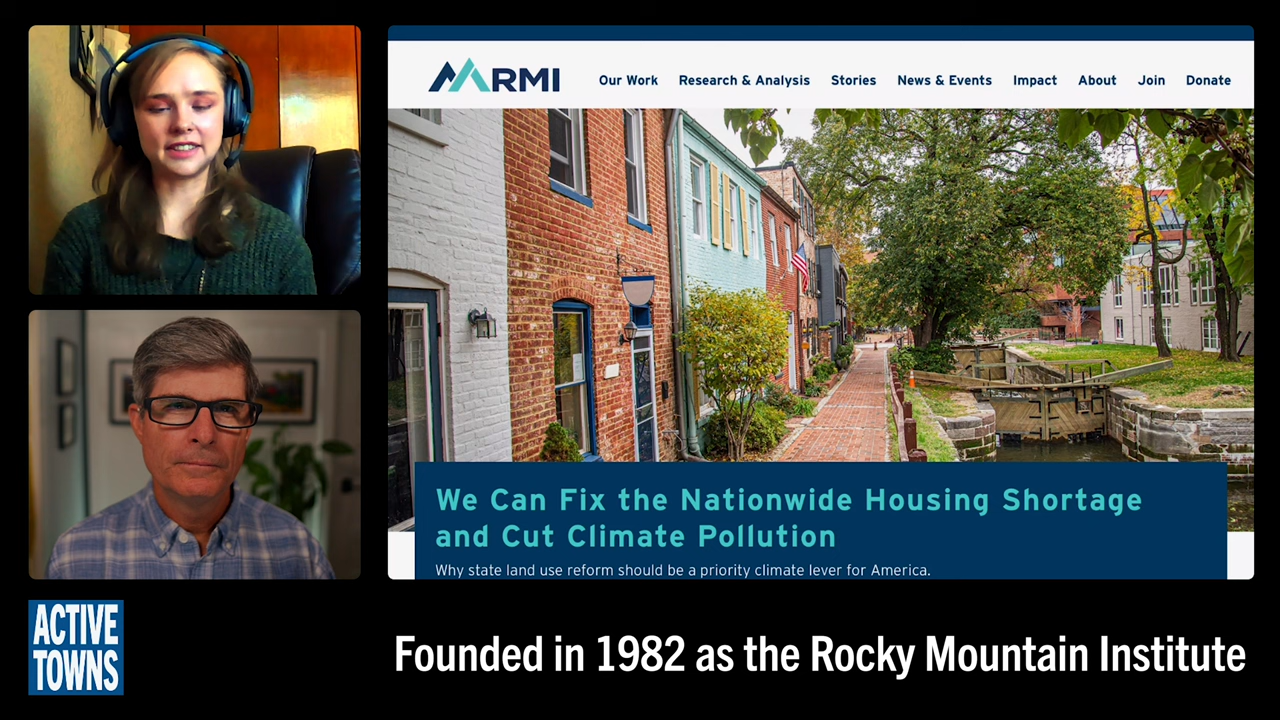 RMI
Our Work Research & Analysis Stories News & Events Impact About Join Donate
We Can Fix the Nationwide Housing Shortage
and Cut Climate Pollution
Why state land use reform should be a priority climate lever for America.
ACTIVE
TOWNS
Founded in 1982 as the Rocky Mountain Institute